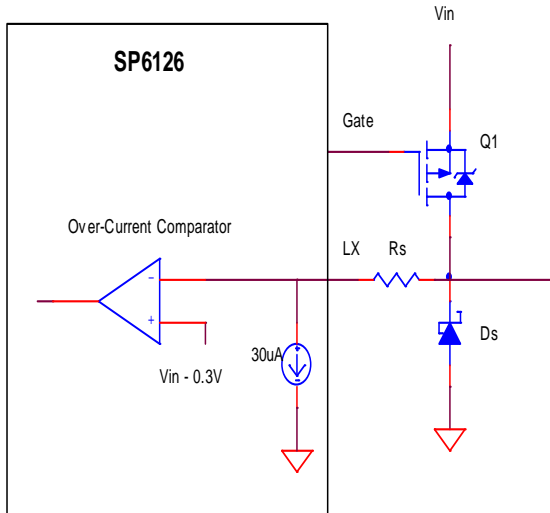 Vin
SP6126
Gate
Q1
Over-Current Comparator
LX
Rs
-
+
Vin - 0.3V
30uA
Ds